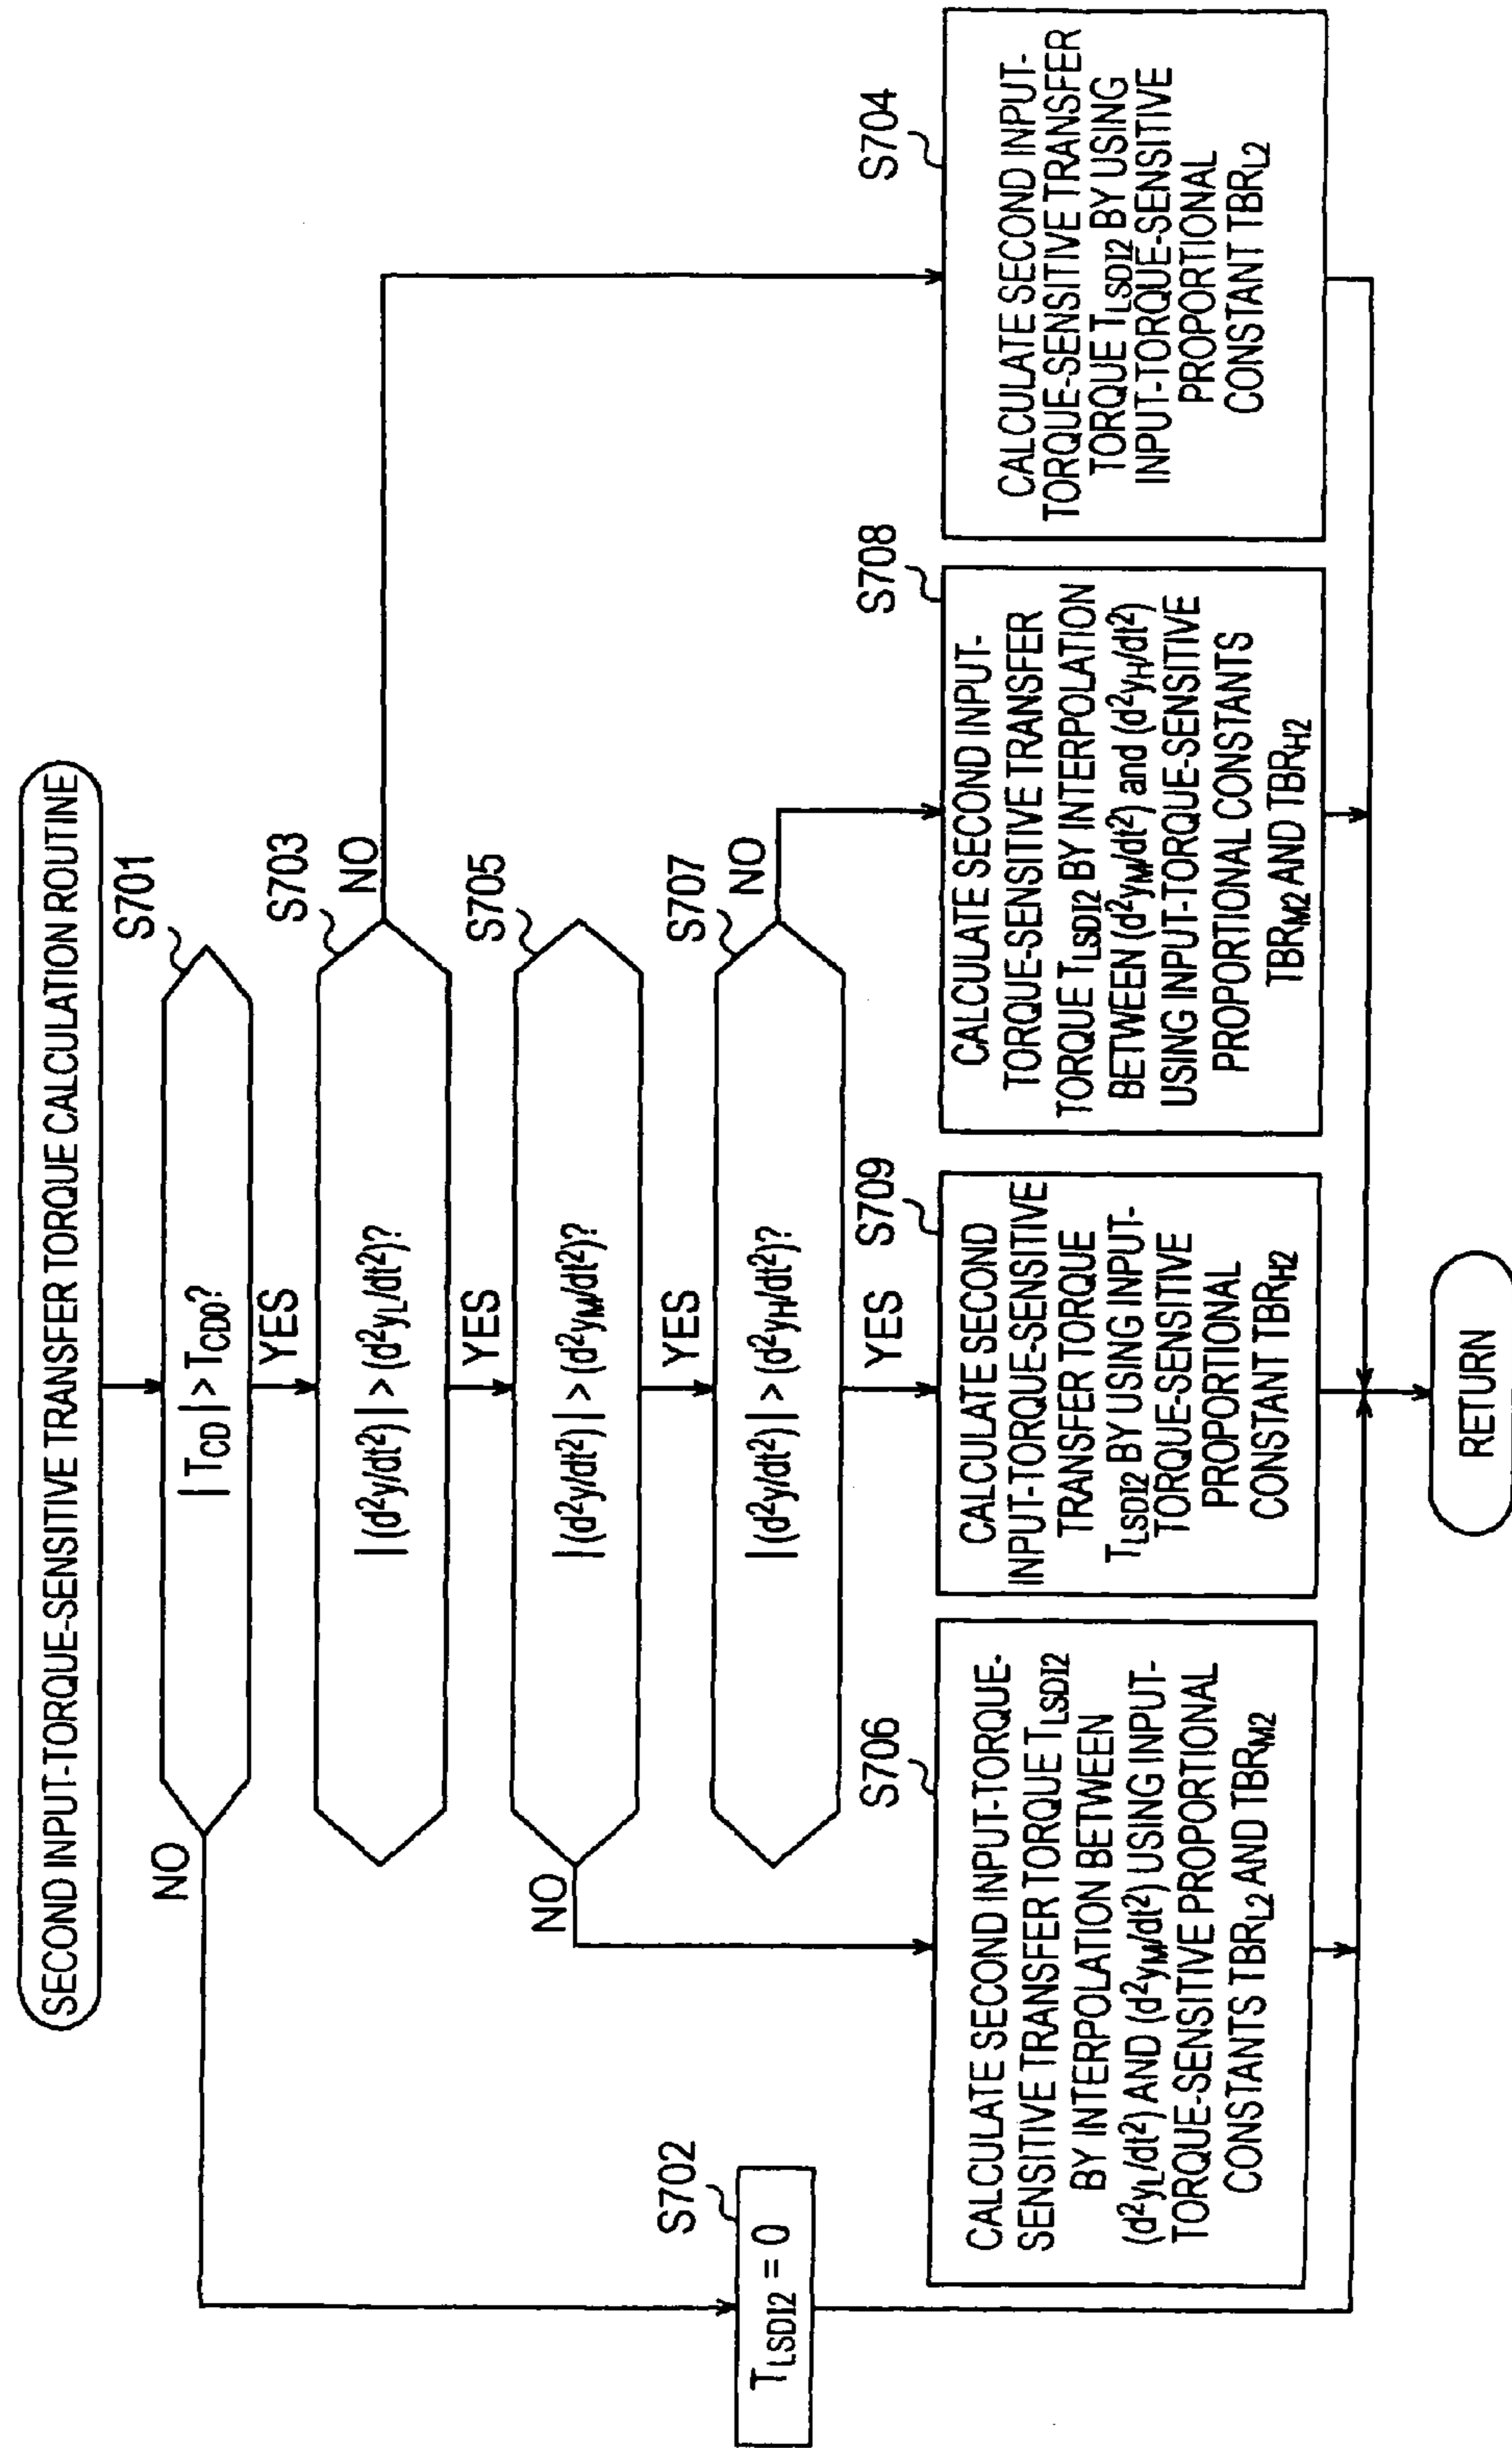 SECOND INPUT-TORQUE-SENSITIVE TRANSFER TORQUE CALCULATION ROUTINE
S701
| T_CD | > T_CD0?
NO
YES
S703
|(d²y/dt²)| > (d²y_L/dt²)?
NO
YES
S705
|(d²y/dt²)| > (d²y_M/dt²)?
NO
YES
S707
|(d²y/dt²)| > (d²y_H/dt²)?
NO
YES
S702
T_LSDI2 = 0
S706
CALCULATE SECOND INPUT-TORQUE-
SENSITIVE TRANSFER TORQUE T_LSDI2
BY INTERPOLATION BETWEEN
(d²y_L/dt²) AND (d²y_M/dt²) USING INPUT-
TORQUE-SENSITIVE PROPORTIONAL
CONSTANTS TBR_L2 AND TBR_M2
S709
CALCULATE SECOND
INPUT-TORQUE-SENSITIVE
TRANSFER TORQUE
T_LSDI2 BY USING INPUT-
TORQUE-SENSITIVE
PROPORTIONAL
CONSTANT TBR_H2
S708
CALCULATE SECOND INPUT-
TORQUE-SENSITIVE TRANSFER
TORQUE T_LSDI2 BY INTERPOLATION
BETWEEN (d²y_M/dt²) and (d²y_H/dt²)
USING INPUT-TORQUE-SENSITIVE
PROPORTIONAL CONSTANTS
TBR_M2 AND TBR_H2
S704
CALCULATE SECOND INPUT-
TORQUE-SENSITIVE TRANSFER
TORQUE T_LSDI2 BY USING
INPUT-TORQUE-SENSITIVE
PROPORTIONAL
CONSTANT TBR_L2
RETURN